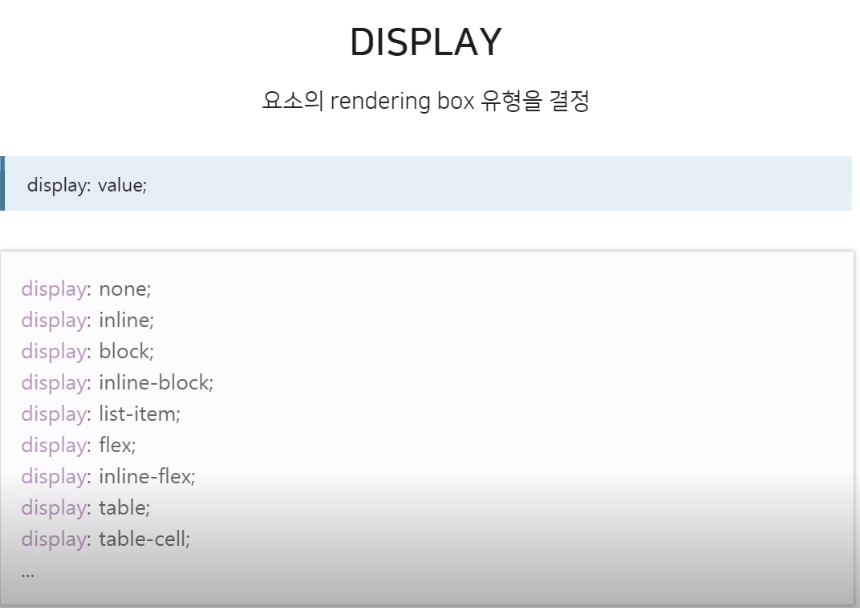 DISPLAY
요소의 rendering box 유형을 결정
display: value;
display: none;
display: inline;
display: block;
display: inline-block;
display: list-item;
display: flex;
display: inline-flex;
display: table;
display: table-cell;
...